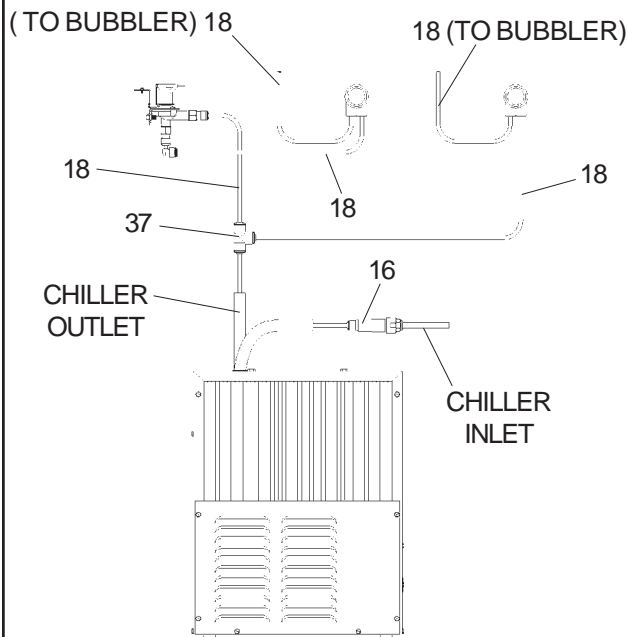 ( TO BUBBLER) 18
18 (TO BUBBLER)
18
18
18
37
16
CHILLER
OUTLET
CHILLER
INLET